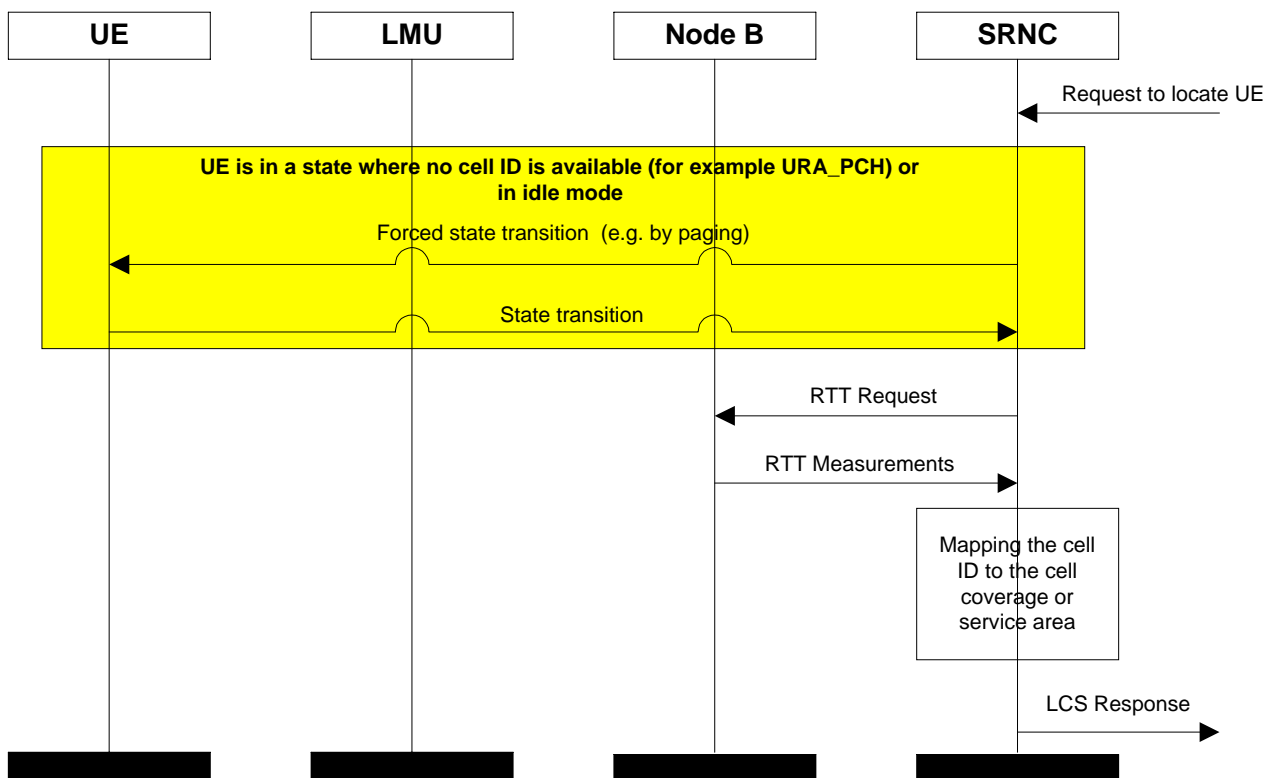 UE
LMU
Node B
SRNC
Request to locate UE
UE is in a state where no cell ID is available (for example URA_PCH) or
in idle mode
Forced state transition (e.g. by paging)
State transition
RTT Request
RTT Measurements
Mapping the cell
ID to the cell
coverage or
service area
LCS Response